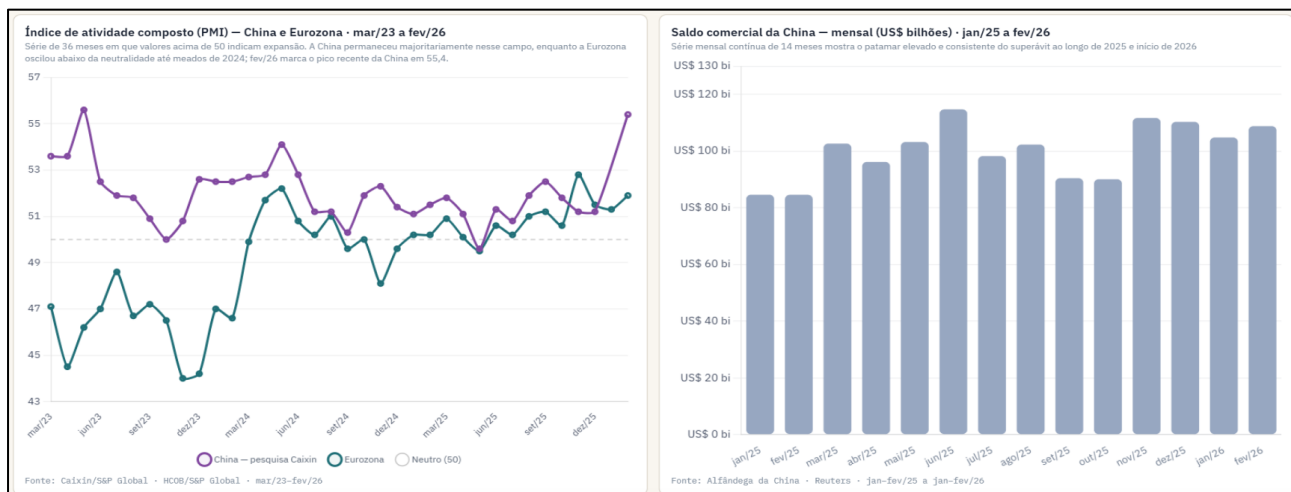 Índice de atividade composto (PMI) — China e Eurozona · mar/23 a fev/26
Série de 36 meses em que valores acima de 50 indicam expansão. A China permaneceu majoritariamente nesse campo, enquanto a Eurozona
oscilou abaixo da neutralidade até meados de 2024; fev/26 marca o pico recente da China em 55,4.
57
55
53
51
49
47
45
43
mar/23
jun/23
set/23
dez/23
mar/24
jun/24
set/24
dez/24
mar/25
jun/25
set/25
dez/25
China — pesquisa Caixin
Eurozona
Neutro (50)
Fonte: Caixin/S&P Global · HCOB/S&P Global · mar/23–fev/26
Saldo comercial da China — mensal (US$ bilhões) · jan/25 a fev/26
Série mensal contínua de 14 meses mostra o patamar elevado e consistente do superávit ao longo de 2025 e início de 2026
US$ 130 bi
US$ 120 bi
US$ 100 bi
US$ 80 bi
US$ 60 bi
US$ 40 bi
US$ 20 bi
US$ 0 bi
jan/25
fev/25
mar/25
abr/25
mai/25
jun/25
jul/25
ago/25
set/25
out/25
nov/25
dez/25
jan/26
fev/26
Fonte: Alfândega da China · Reuters · jan–fev/25 a jan–fev/26